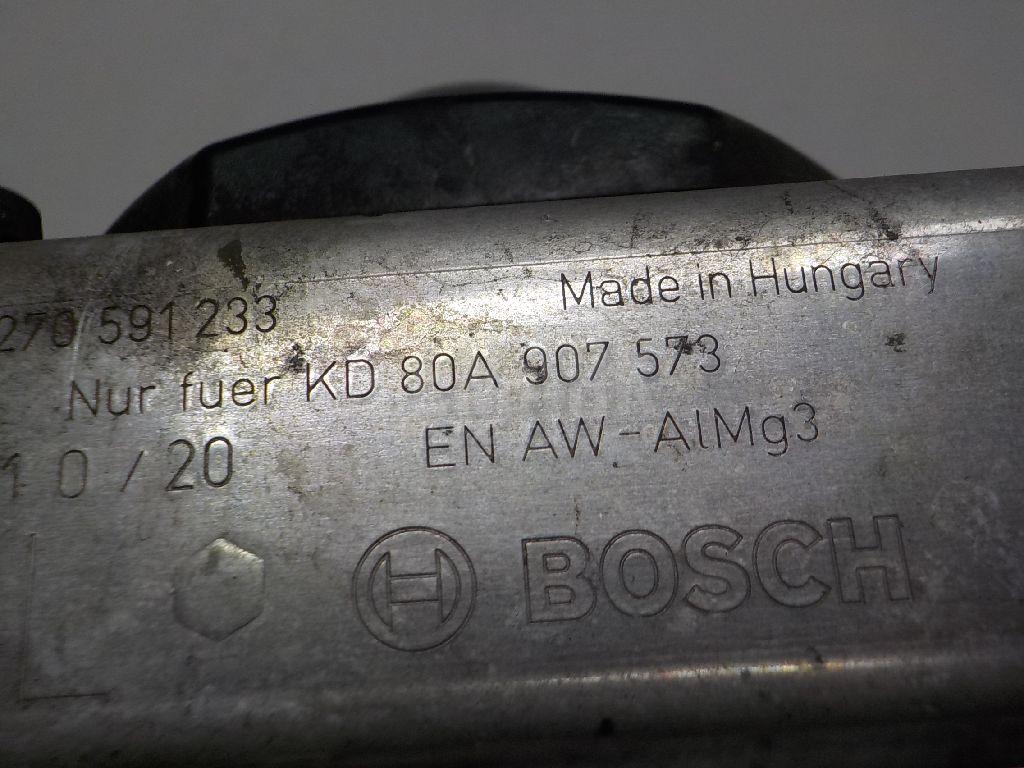 270 591 233
Made in Hungary
Nur fuer KD 80A 907 573
10/20
EN AW-AlMg3
BOSCH